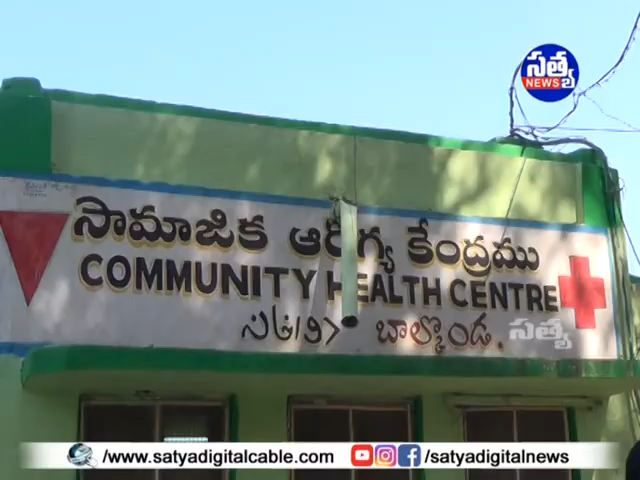 సత్య
NEWS
సామాజిక ఆరోగ్య కేంద్రము
COMMUNITY HEALTH CENTRE
బాల్కొండ.
సత్య
/www.satyadigitalcable.com
/satyadigitalnews